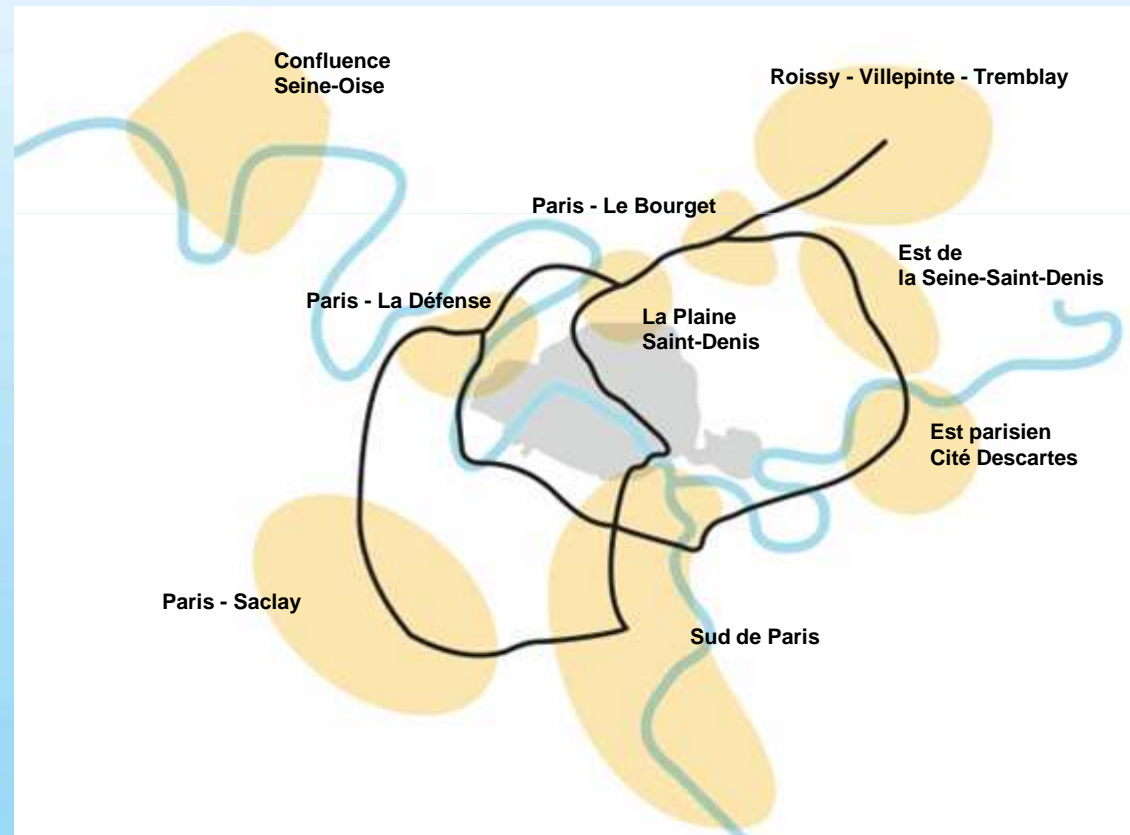 Confluence
Seine-Oise
Roissy - Villepinte - Tremblay
Paris - Le Bourget
Est de
la Seine-Saint-Denis
Paris - La Défense
La Plaine
Saint-Denis
Est parisien
Cité Descartes
Paris - Saclay
Sud de Paris